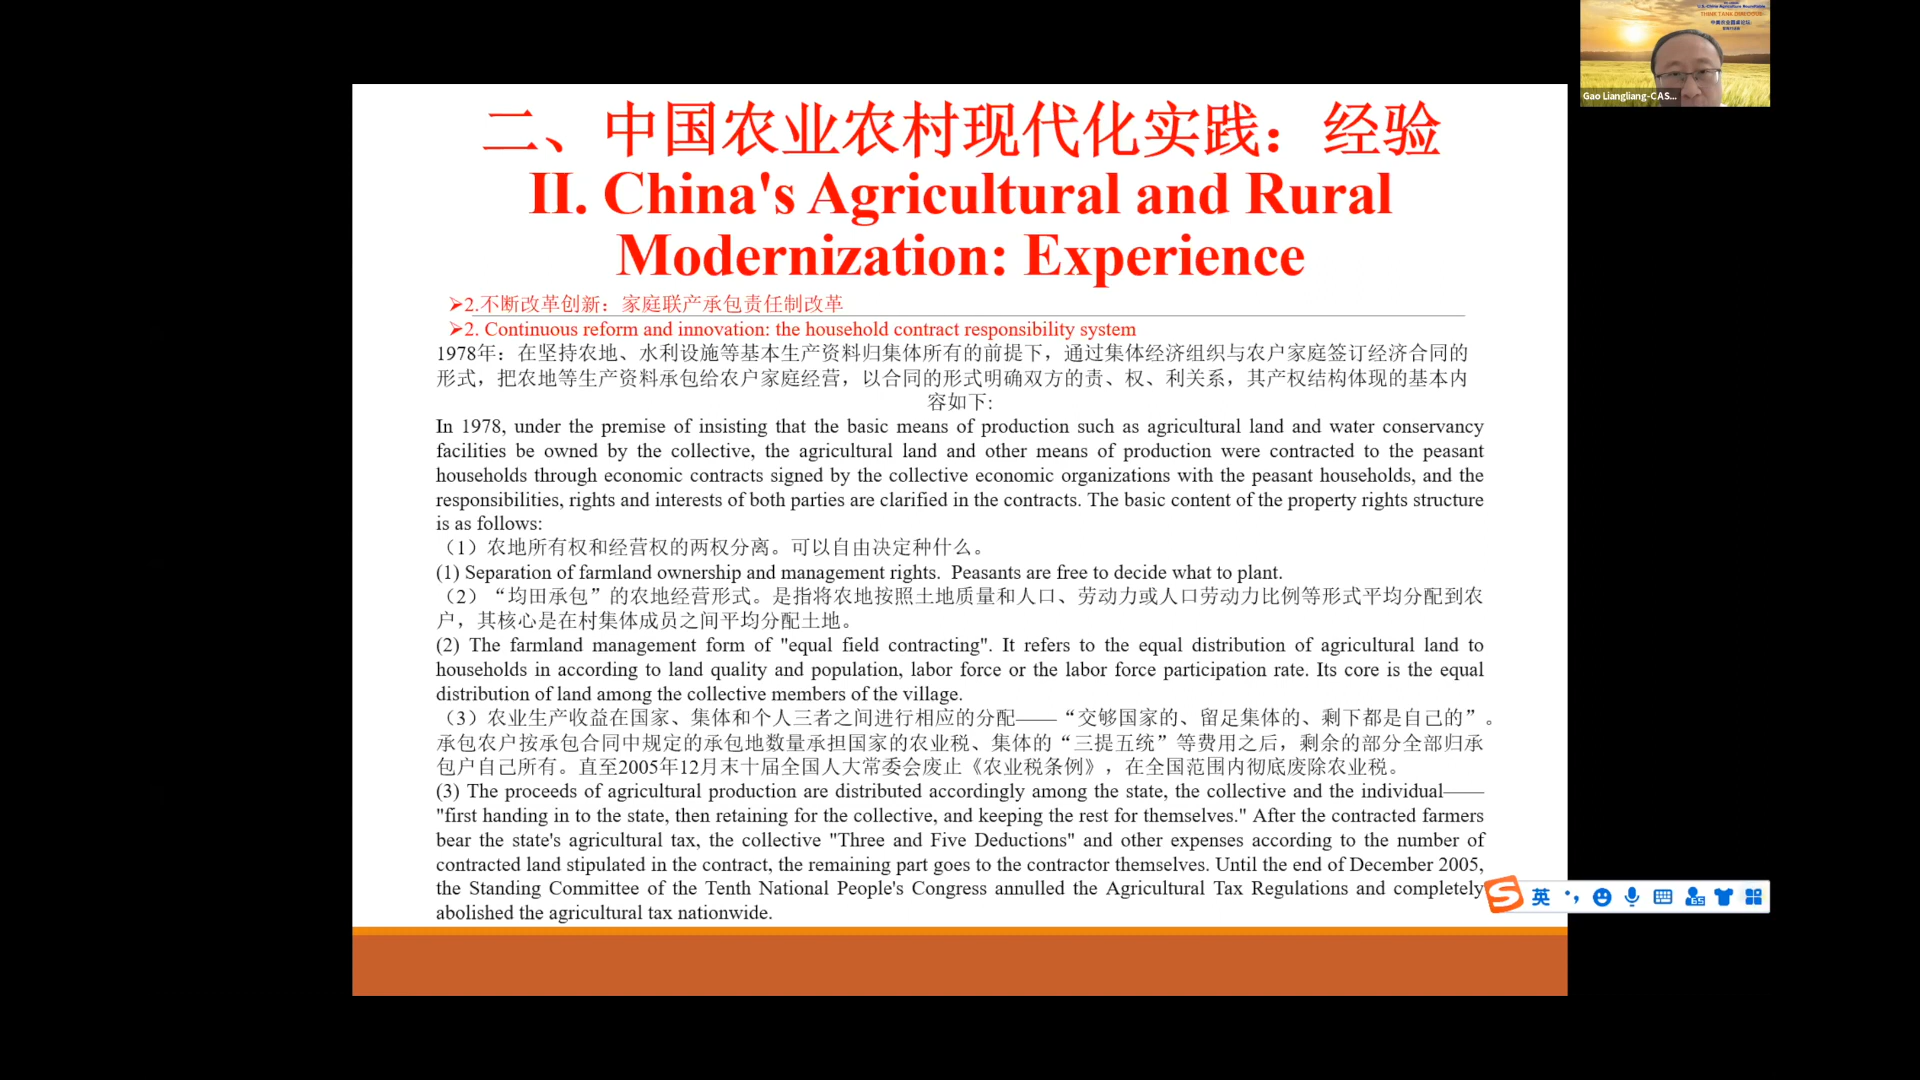 二、中国农业农村现代化实践：经验
II. China's Agricultural and Rural
Modernization: Experience
➢2.不断改革创新：家庭联产承包责任制改革
➢2. Continuous reform and innovation: the household contract responsibility system
1978年：在坚持农地、水利设施等基本生产资料归集体所有的前提下，通过集体经济组织与农户家庭签订经济合同的
形式，把农地等生产资料承包给农户家庭经营，以合同的形式明确双方的责、权、利关系，其产权结构体现的基本内
容如下:
In 1978, under the premise of insisting that the basic means of production such as agricultural land and water conservancy
facilities be owned by the collective, the agricultural land and other means of production were contracted to the peasant
households through economic contracts signed by the collective economic organizations with the peasant households, and the
responsibilities, rights and interests of both parties are clarified in the contracts. The basic content of the property rights structure
is as follows:
（1）农地所有权和经营权的两权分离。可以自由决定种什么。
(1) Separation of farmland ownership and management rights. Peasants are free to decide what to plant.
（2）“均田承包”的农地经营形式。是指将农地按照土地质量和人口、劳动力或人口劳动力比例等形式平均分配到农
户，其核心是在村集体成员之间平均分配土地。
(2) The farmland management form of "equal field contracting". It refers to the equal distribution of agricultural land to
households in according to land quality and population, labor force or the labor force participation rate. Its core is the equal
distribution of land among the collective members of the village.
（3）农业生产收益在国家、集体和个人三者之间进行相应的分配——“交够国家的、留足集体的、剩下都是自己的”。
承包农户按承包合同中规定的承包地数量承担国家的农业税、集体的“三提五统”等费用之后，剩余的部分全部归承
包户自己所有。直至2005年12月末十届全国人大常委会废止《农业税条例》，在全国范围内彻底废除农业税。
(3) The proceeds of agricultural production are distributed accordingly among the state, the collective and the individual——
"first handing in to the state, then retaining for the collective, and keeping the rest for themselves." After the contracted farmers
bear the state's agricultural tax, the collective "Three and Five Deductions" and other expenses according to the number of
contracted land stipulated in the contract, the remaining part goes to the contractor themselves. Until the end of December 2005,
the Standing Committee of the Tenth National People's Congress annulled the Agricultural Tax Regulations and completely
abolished the agricultural tax nationwide.
Gao Liangliang-CAS...
英